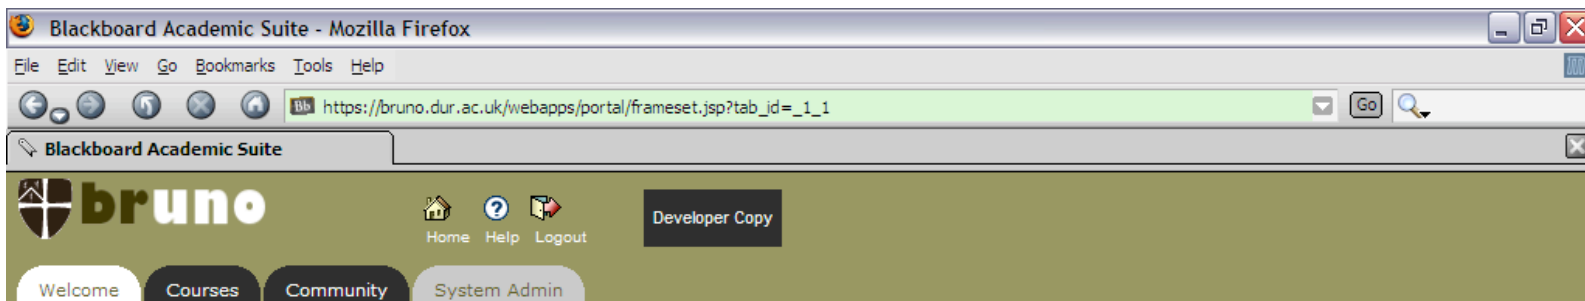 Blackboard Academic Suite - Mozilla Firefox
File Edit View Go Bookmarks Tools Help
Bb https://bruno.dur.ac.uk/webapps/portal/frameset.jsp?tab_id=_1_1 Go
Blackboard Academic Suite
bruno
Home Help Logout
Developer Copy
Welcome Courses Community System Admin